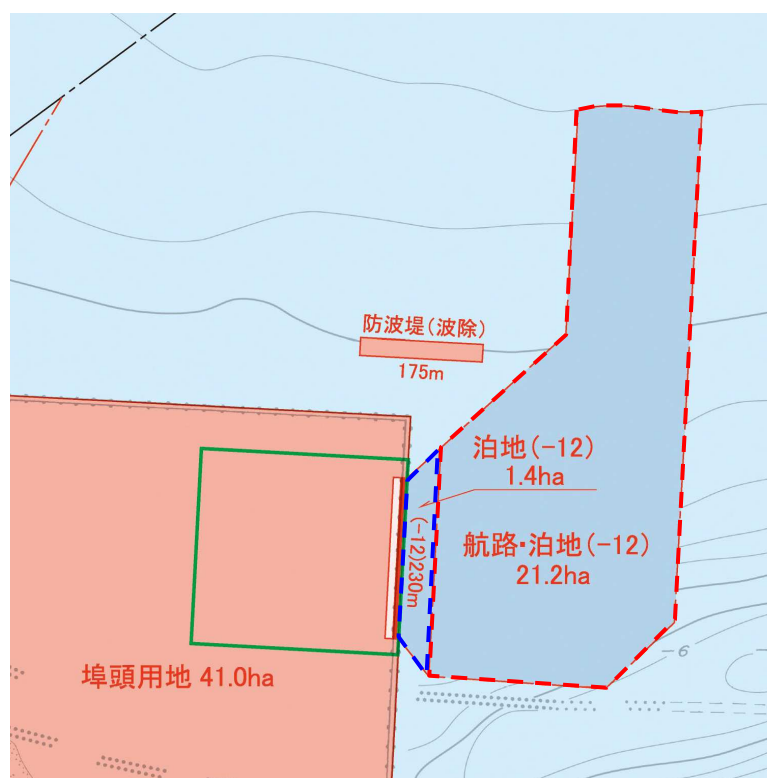 防波堤(波除)
175m
泊地(-12)
1.4ha
(-12)230m
航路・泊地(-12)
21.2ha
埠頭用地 41.0ha
-6